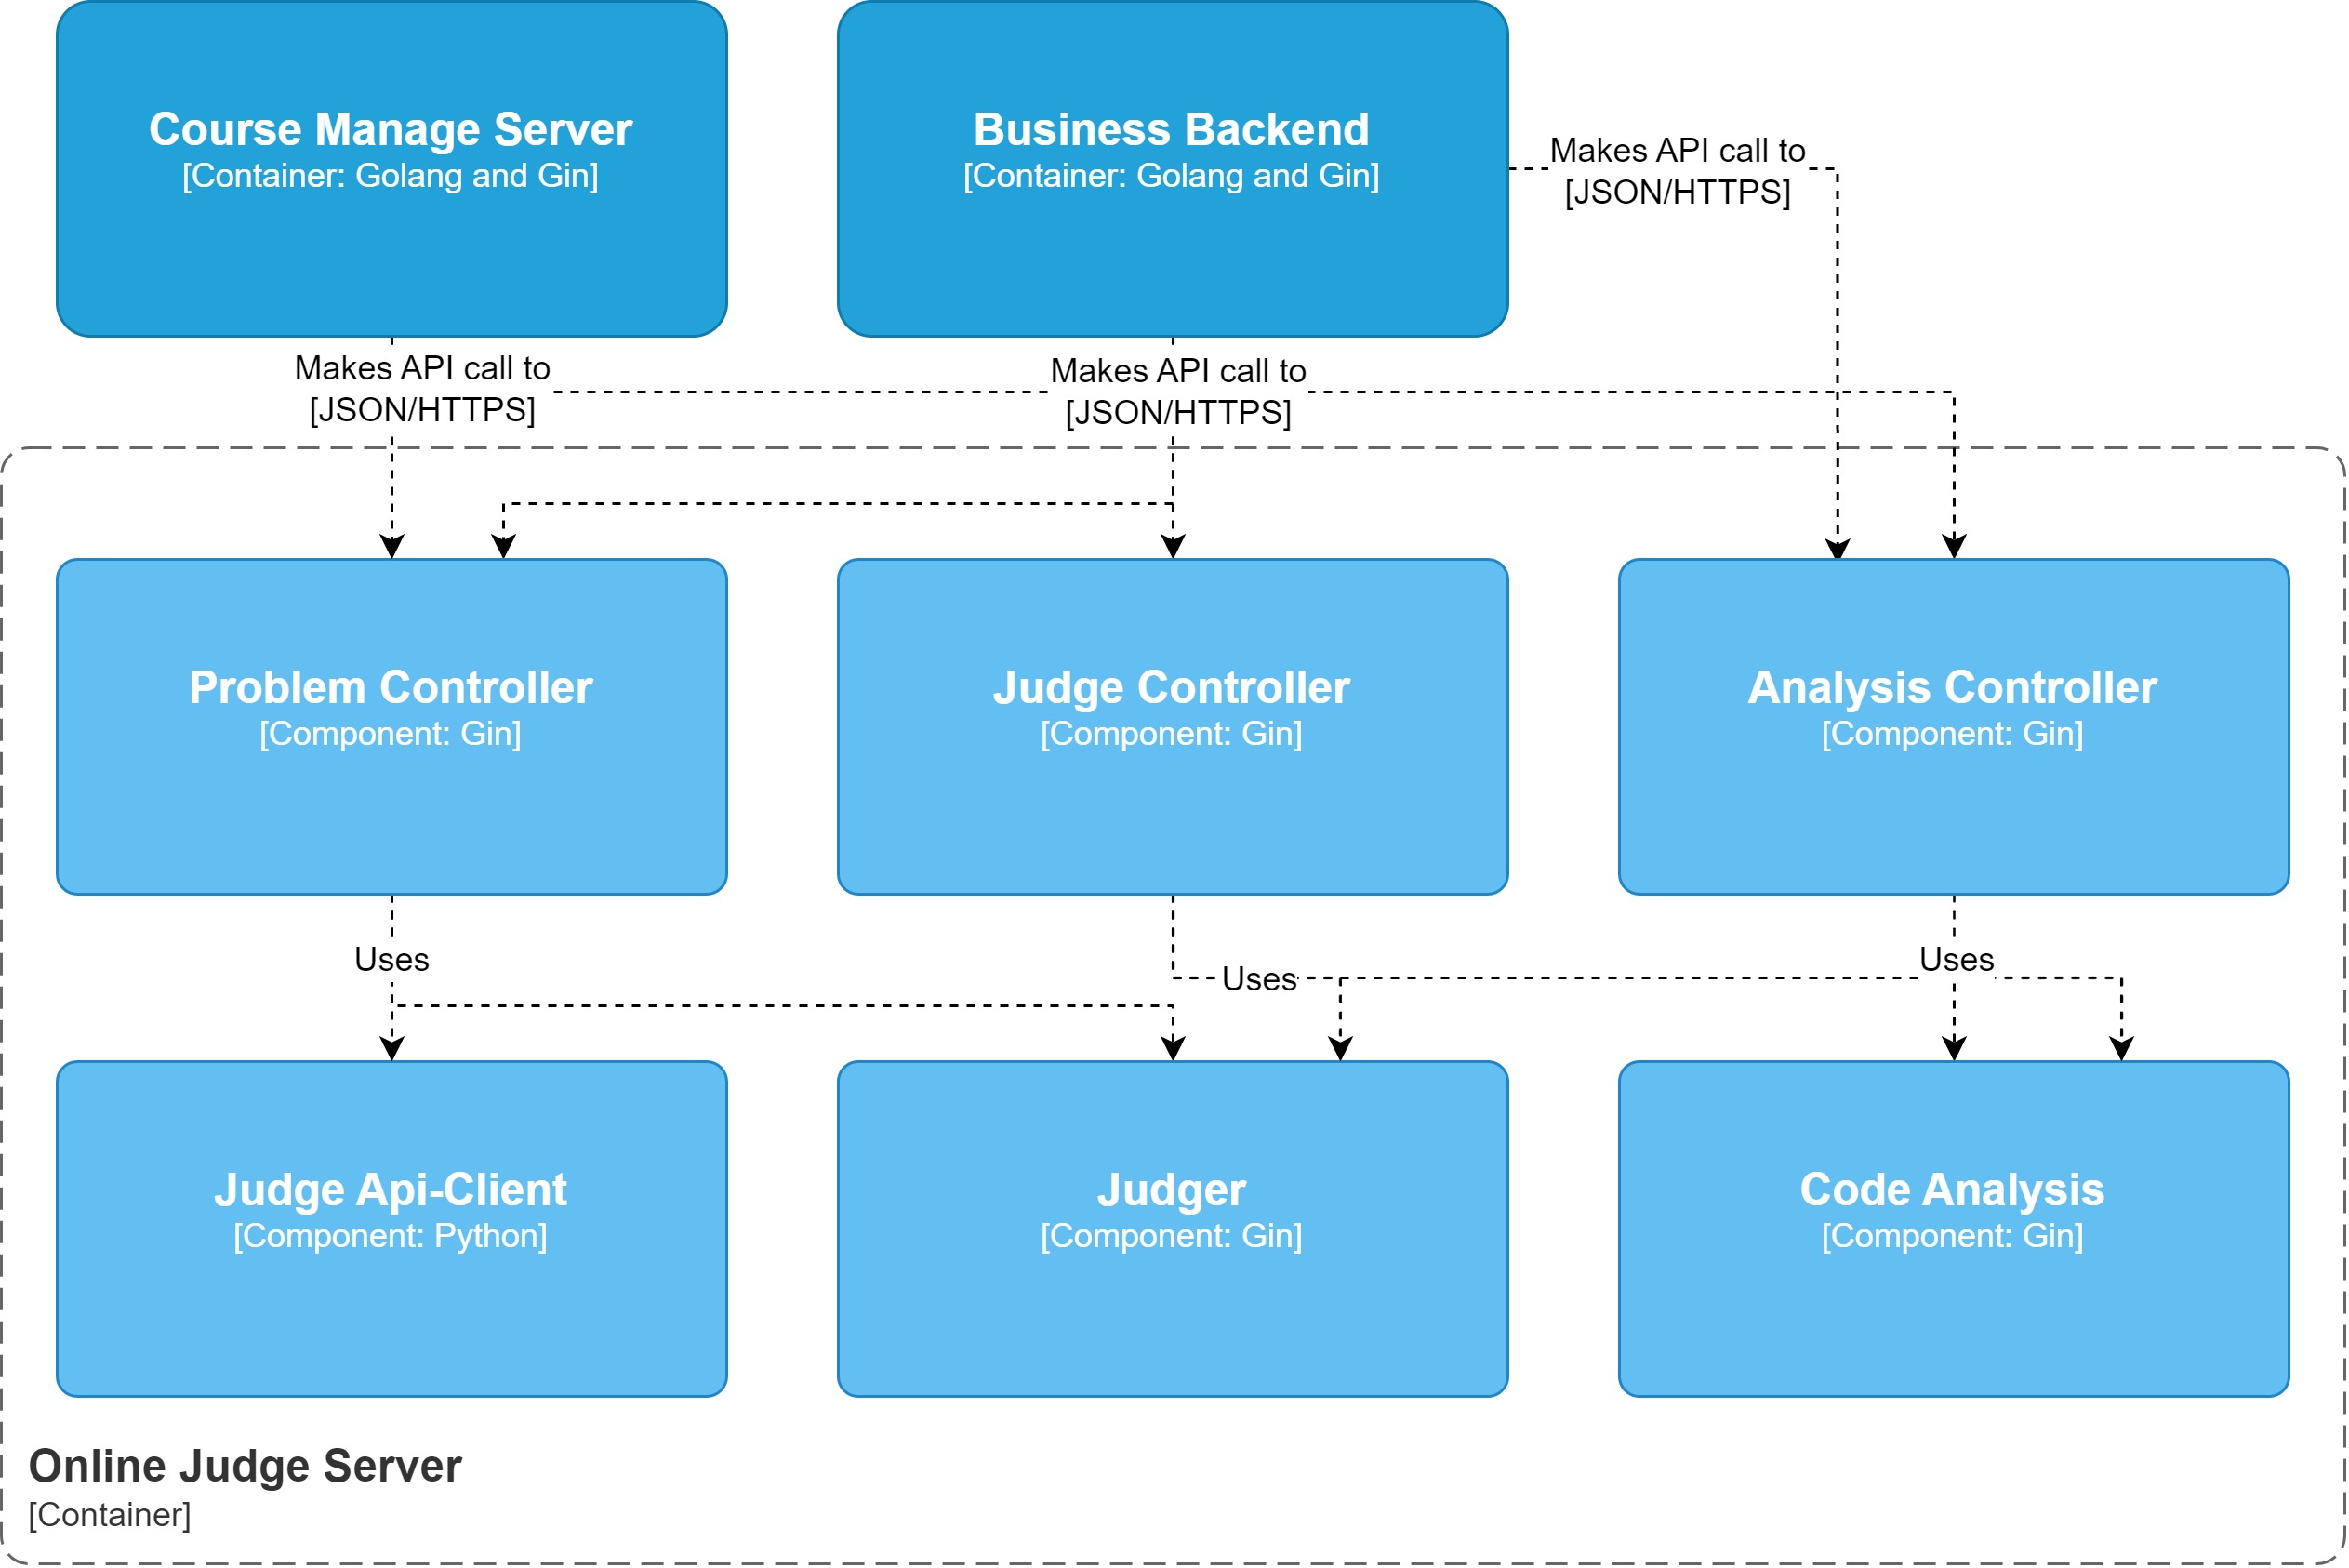 Course Manage Server
[Container: Golang and Gin]
Business Backend
[Container: Golang and Gin]
Makes API call to
[JSON/HTTPS]
Makes API call to
[JSON/HTTPS]
Makes API call to
[JSON/HTTPS]
Problem Controller
[Component: Gin]
Judge Controller
[Component: Gin]
Analysis Controller
[Component: Gin]
Uses
Uses
Uses
Judge Api-Client
[Component: Python]
Judger
[Component: Gin]
Code Analysis
[Component: Gin]
Online Judge Server
[Container]